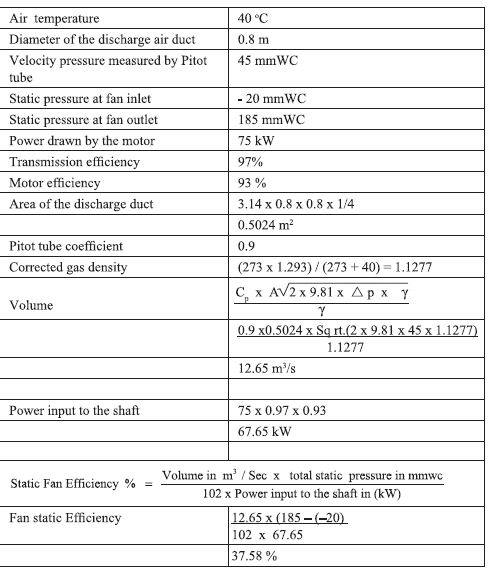 Air temperature 40 °C
Diameter of the discharge air duct 0.8 m
Velocity pressure measured by Pitot 45 mmWC
tube
Static pressure at fan inlet - 20 mmWC
Static pressure at fan outlet 185 mmWC
Power drawn by the motor 75 kW
Transmission efficiency 97%
Motor efficiency 93 %
Area of the discharge duct 3.14 x 0.8 x 0.8 x 1/4
0.5024 m²
Pitot tube coefficient 0.9
Corrected gas density (273 x 1.293) / (273 + 40) = 1.1277
Volume
Cp x A√2 x 9.81 x △ p x γ
γ
0.9 x0.5024 x Sq rt.(2 x 9.81 x 45 x 1.1277)
1.1277
12.65 m³/s
Power input to the shaft 75 x 0.97 x 0.93
67.65 kW
Static Fan Efficiency % = Volume in m³ / Sec x total static pressure in mmwc
102 x Power input to the shaft in (kW)
Fan static Efficiency 12.65 x (185 – (–20)
102 x 67.65
37.58 %